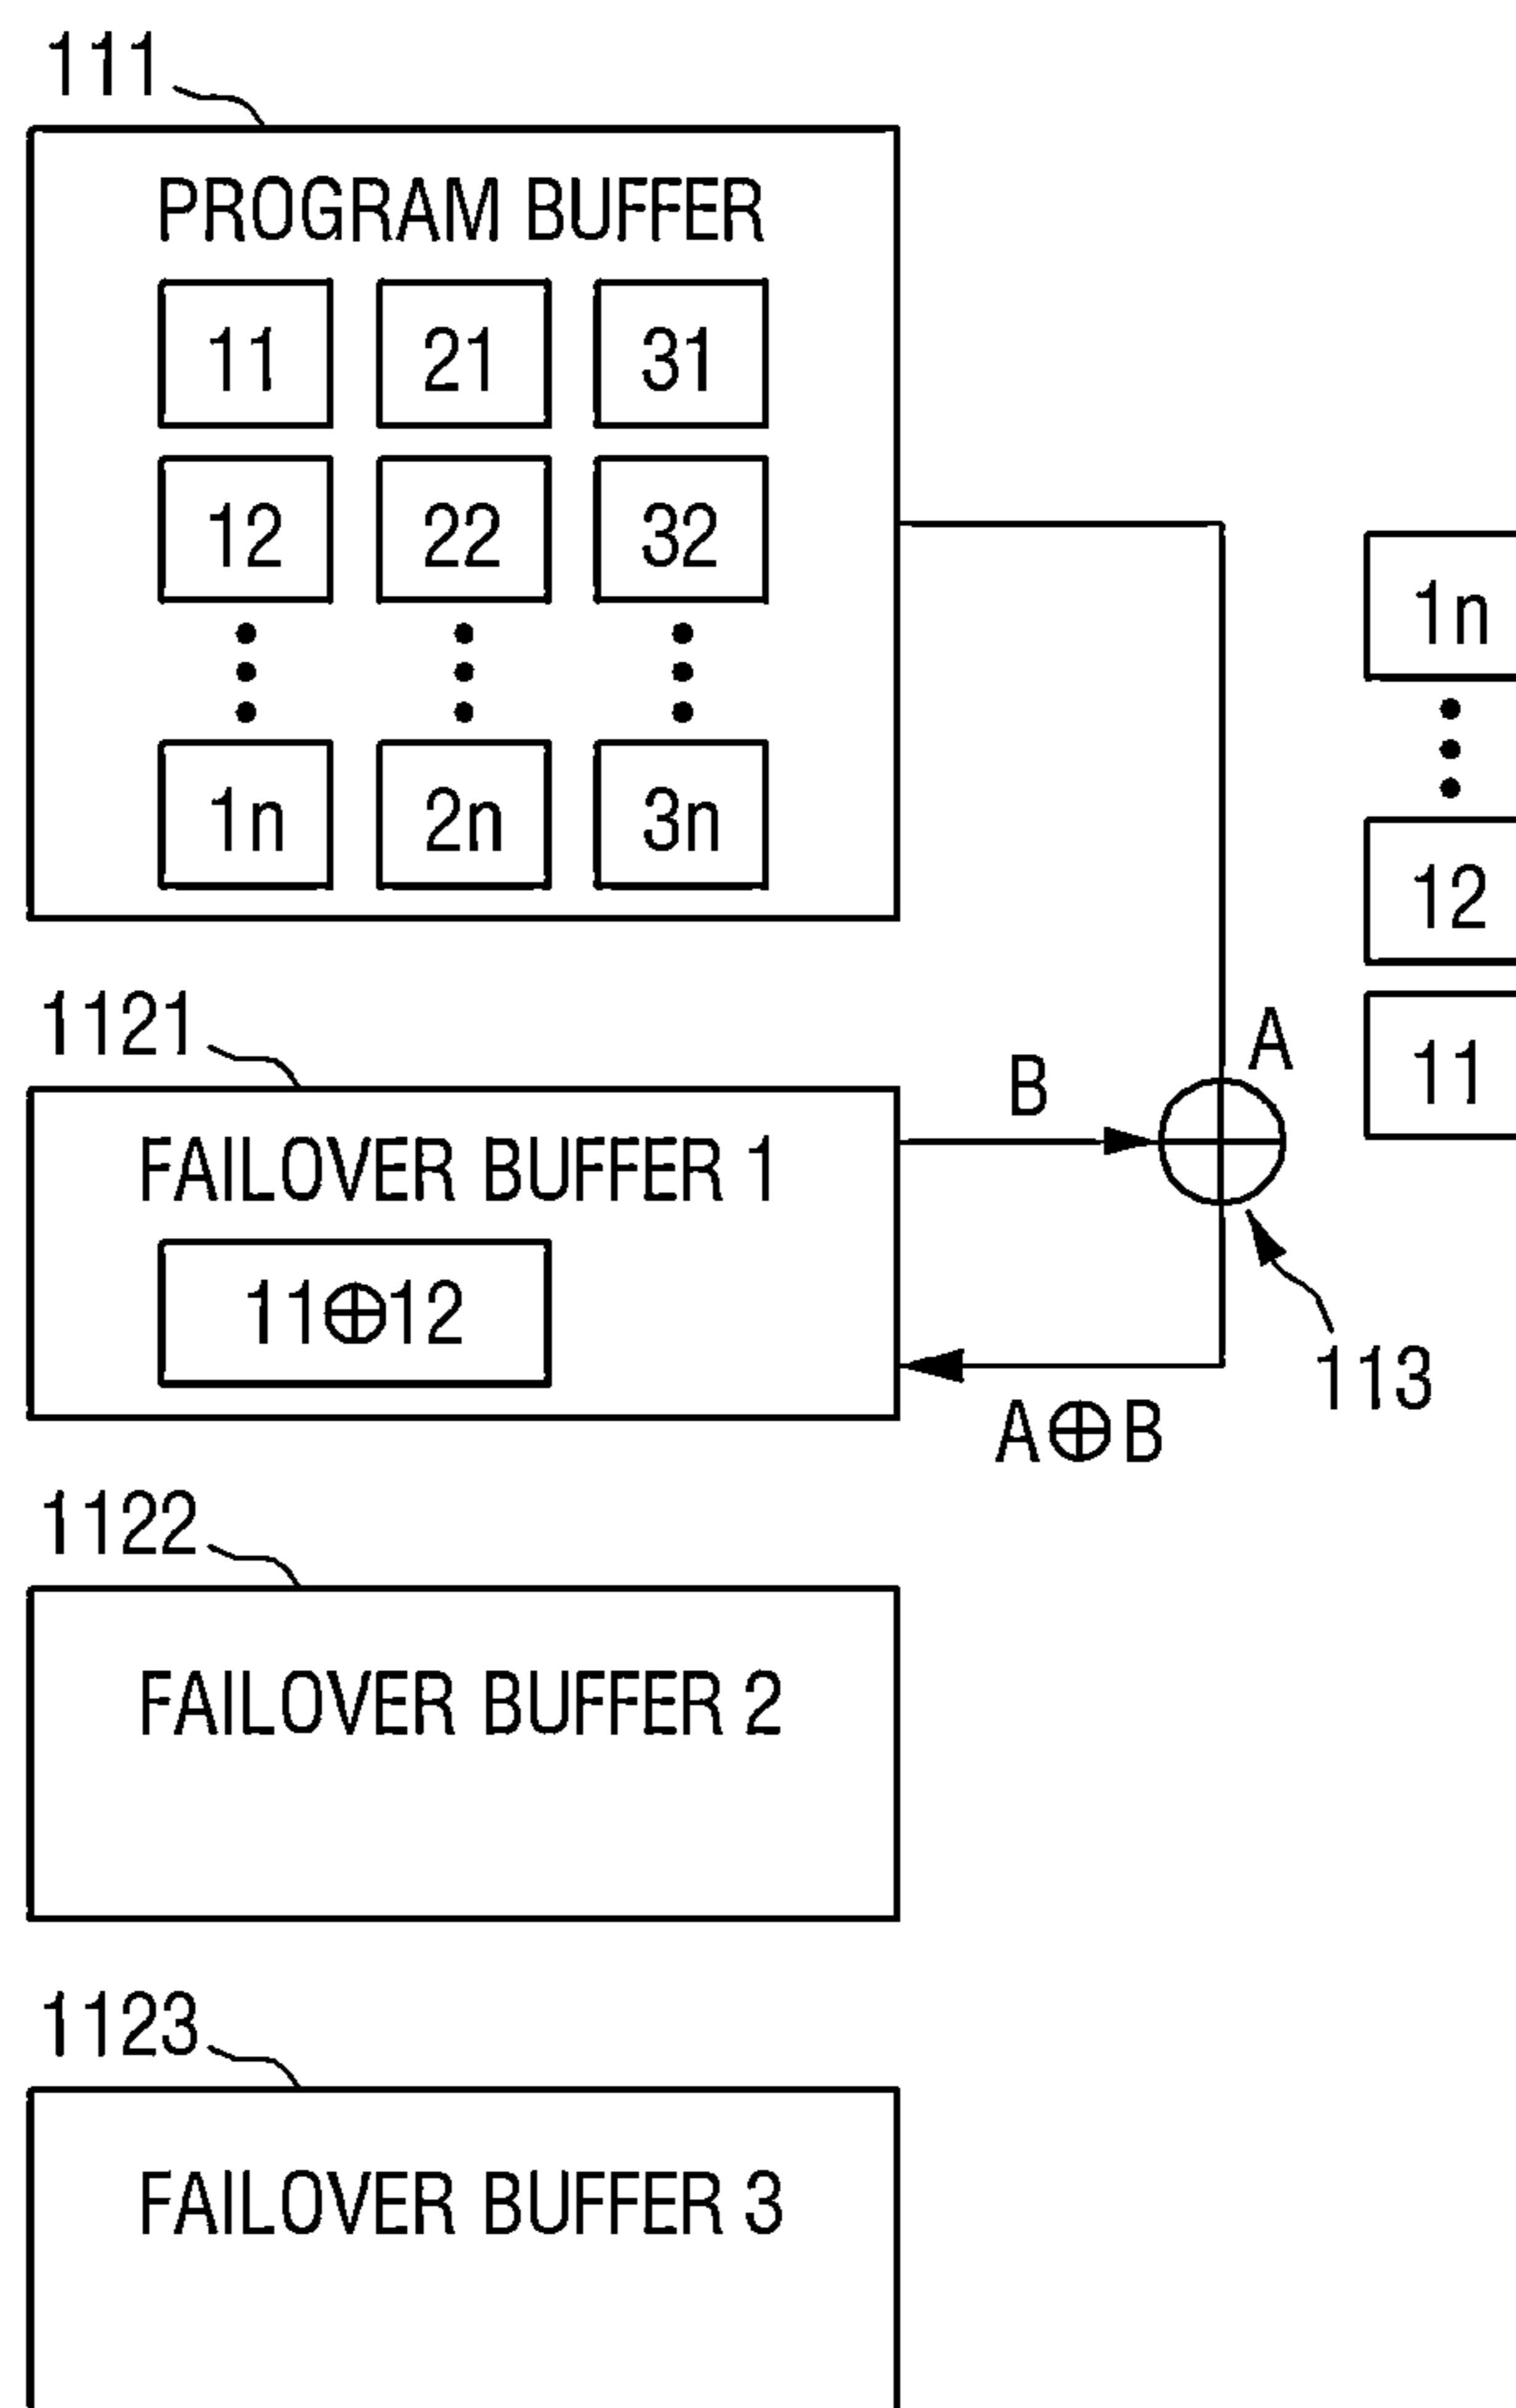 111
PROGRAM BUFFER
11 21 31
12 22 32
1n 2n 3n
1n
12
11
1121
FAILOVER BUFFER 1
11⊕12
B
A
A⊕B
113
1122
FAILOVER BUFFER 2
1123
FAILOVER BUFFER 3